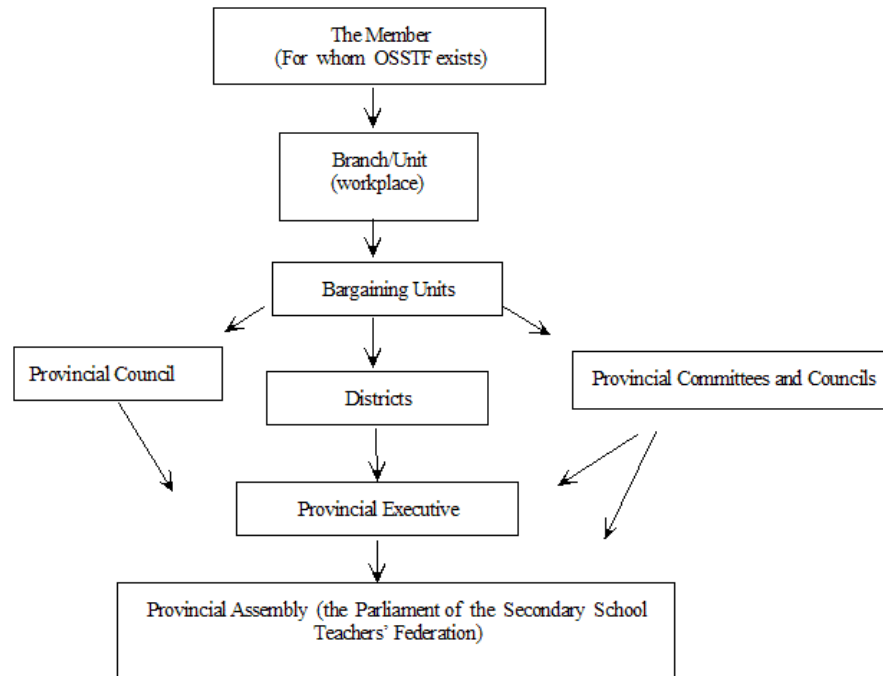 The Member
(For whom OSSTF exists)
Branch/Unit
(workplace)
Bargaining Units
Provincial Council
Districts
Provincial Committees and Councils
Provincial Executive
Provincial Assembly (the Parliament of the Secondary School
Teachers’ Federation)